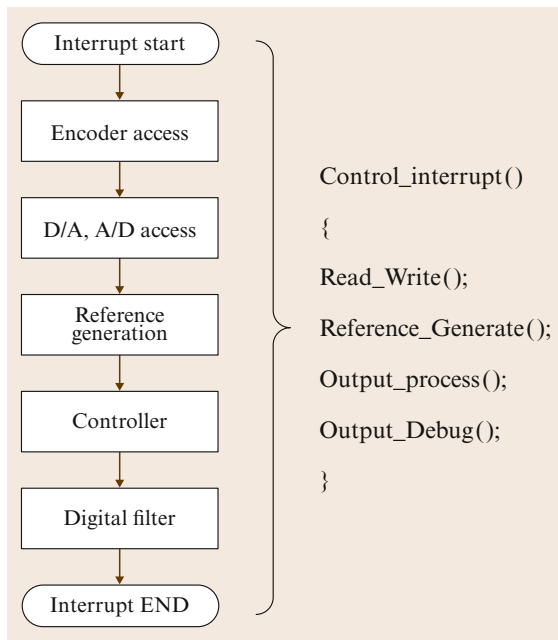 Interrupt start
Encoder access
D/A, A/D access
Reference
generation
Controller
Digital filter
Interrupt END
Control_interrupt()
{
Read_Write();
Reference_Generate();
Output_process();
Output_Debug();
}